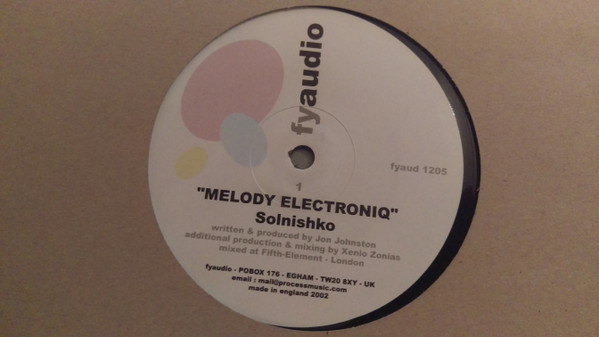 fyaudio
fyaud 1205
1
"MELODY ELECTRONIQ"
Solnishko
written & produced by Jon Johnston
additional production & mixing by Xenio Zonias
mixed at Fifth-Element - London
fyaudio - POBOX 176 - EGHAM - TW20 8XY - UK
email : mail@processmusic.com
made in england 2002